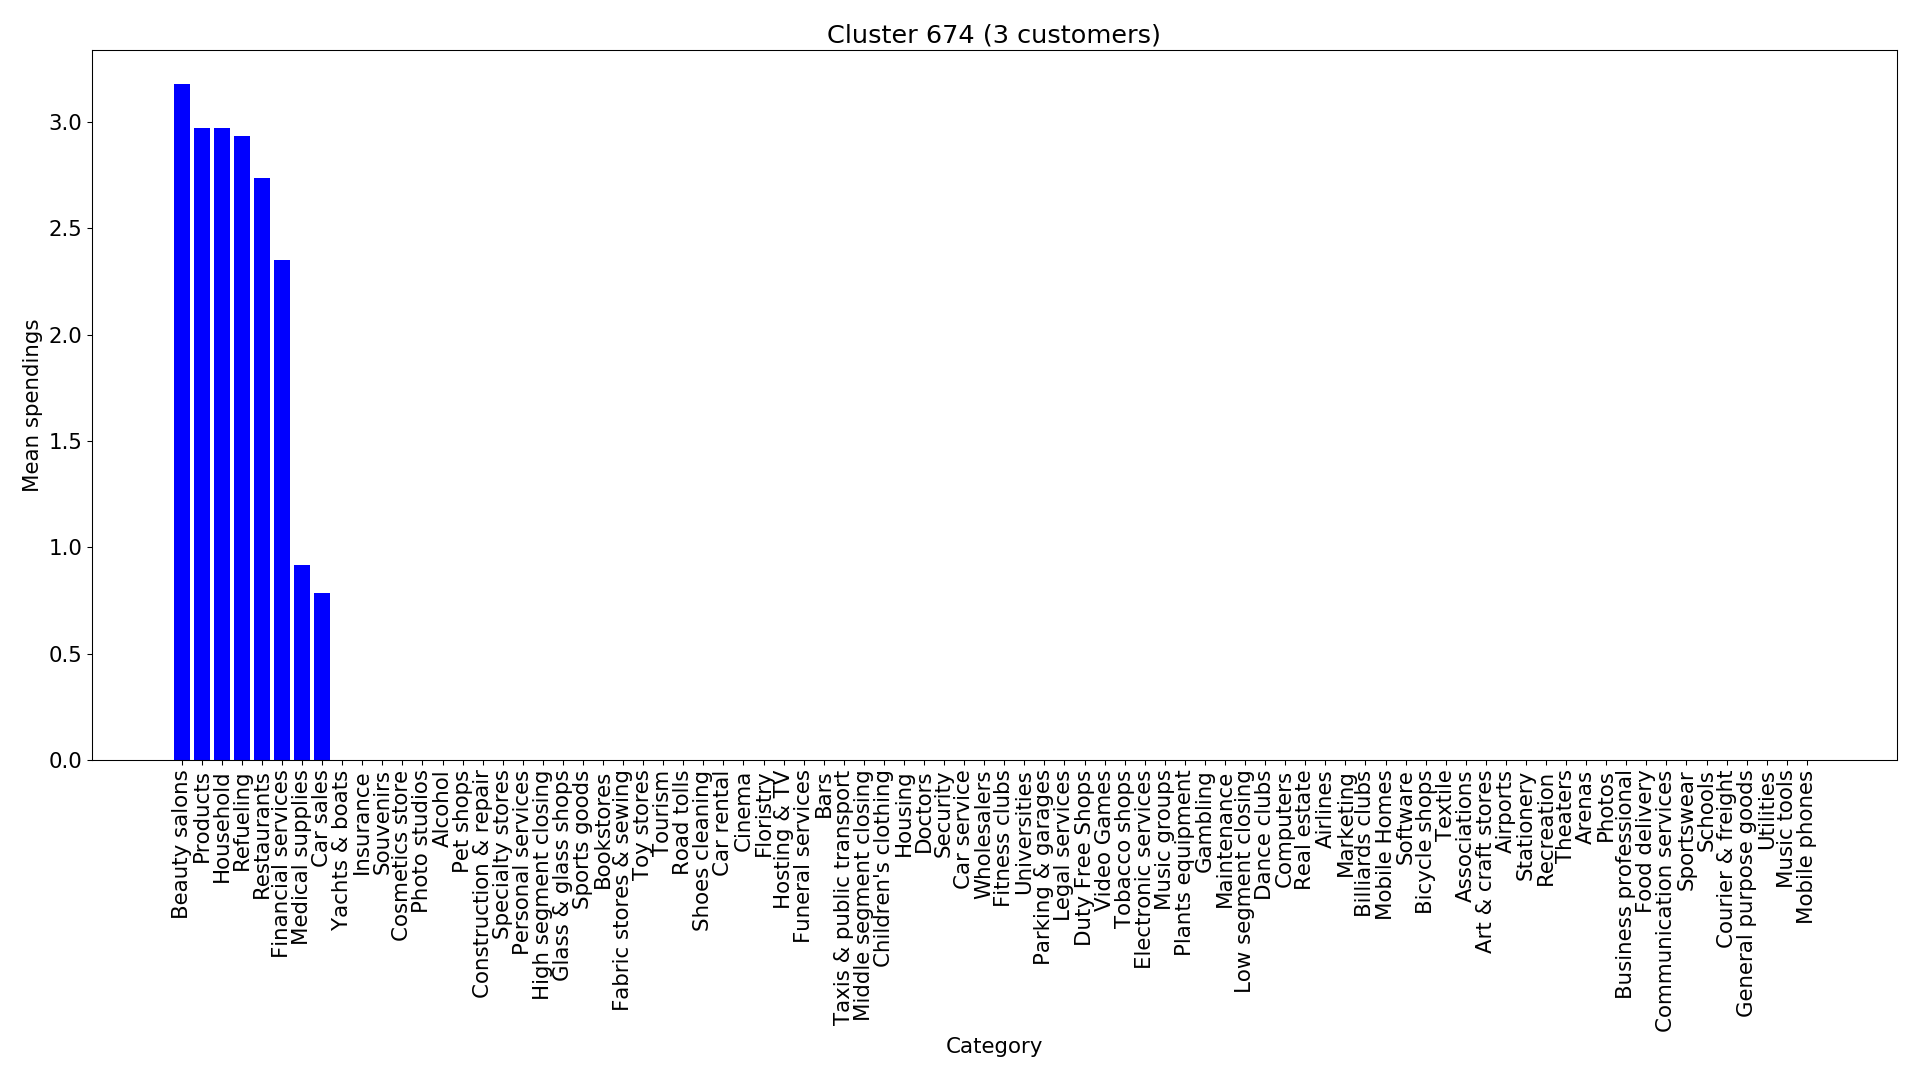 Cluster 674 (3 customers)
Mean spendings
3.0
2.5
2.0
1.5
1.0
0.5
0.0
Beauty salons
Products
Household
Refueling
Restaurants
Financial services
Medical supplies
Car sales
Yachts & boats
Insurance
Souvenirs
Cosmetics store
Photo studios
Alcohol
Pet shops
Construction & repair
Specialty stores
Personal services
High segment closing
Glass & glass shops
Sports goods
Bookstores
Fabric stores & sewing
Toy stores
Tourism
Road tolls
Shoes cleaning
Car rental
Cinema
Floristry
Hosting & TV
Funeral services
Bars
Taxis & public transport
Middle segment closing
Children's clothing
Housing
Doctors
Security
Car service
Wholesalers
Fitness clubs
Universities
Parking & garages
Legal services
Duty Free Shops
Video Games
Tobacco shops
Electronic services
Music groups
Plants equipment
Gambling
Maintenance
Low segment closing
Dance clubs
Computers
Real estate
Airlines
Marketing
Billiards clubs
Mobile Homes
Software
Bicycle shops
Textile
Associations
Art & craft stores
Airports
Stationery
Recreation
Theaters
Arenas
Photos
Business professional
Food delivery
Communication services
Sportswear
Schools
Courier & freight
General purpose goods
Utilities
Music tools
Mobile phones
Category